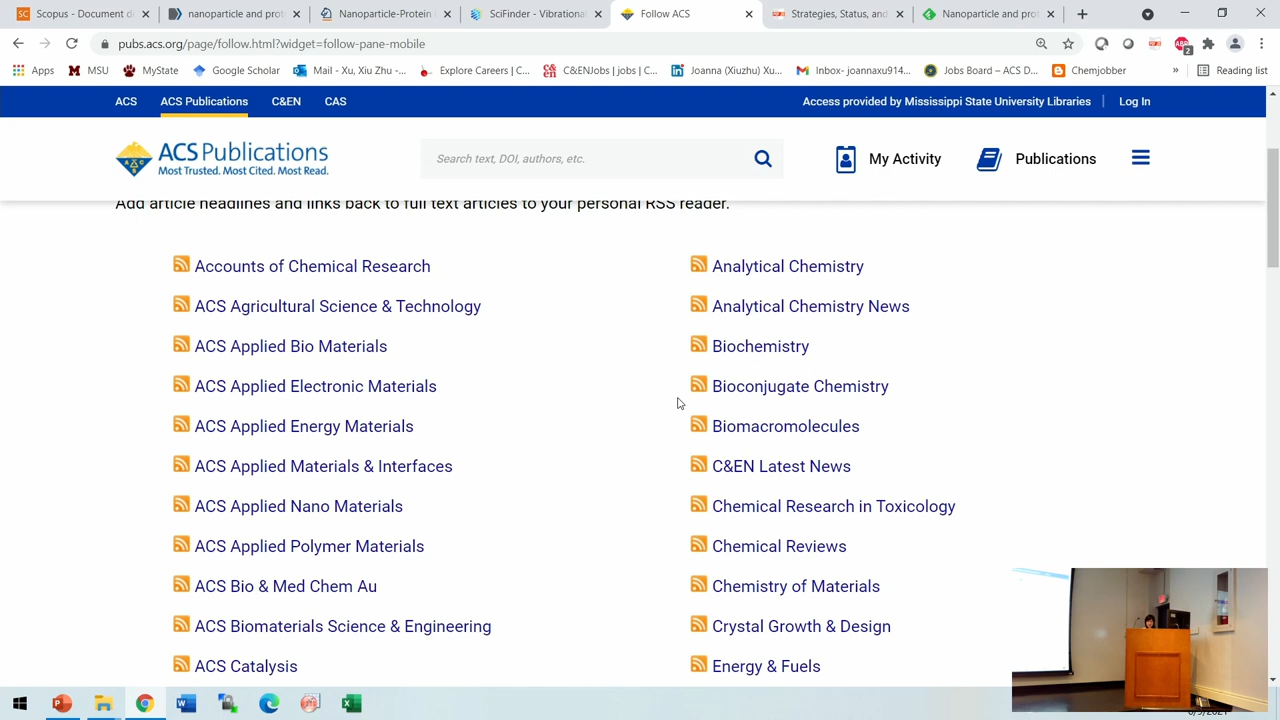 Scopus - Document d
nanoparticle and prot
Nanoparticle-Protein
SciFinder - Vibrational
Follow ACS
Strategies, Status, and
Nanoparticle and prot
pubs.acs.org/page/follow.html?widget=follow-pane-mobile
2
Apps
MSU
MyState
Google Scholar
Mail - Xu, Xiu Zhu -...
Explore Careers | C...
C&ENJobs | jobs | C...
Joanna (Xiuzhu) Xu...
Inbox- joannaxu914...
Jobs Board – ACS D...
Chemjobber
»
Reading list
ACS
ACS Publications
C&EN
CAS
Access provided by Mississippi State University Libraries
Log In
ACS Publications
Most Trusted. Most Cited. Most Read.
Search text, DOI, authors, etc.
My Activity
Publications
Add article headlines and links back to full text articles to your personal RSS reader.
Accounts of Chemical Research
ACS Agricultural Science & Technology
ACS Applied Bio Materials
ACS Applied Electronic Materials
ACS Applied Energy Materials
ACS Applied Materials & Interfaces
ACS Applied Nano Materials
ACS Applied Polymer Materials
ACS Bio & Med Chem Au
ACS Biomaterials Science & Engineering
ACS Catalysis
Analytical Chemistry
Analytical Chemistry News
Biochemistry
Bioconjugate Chemistry
Biomacromolecules
C&EN Latest News
Chemical Research in Toxicology
Chemical Reviews
Chemistry of Materials
Crystal Growth & Design
Energy & Fuels